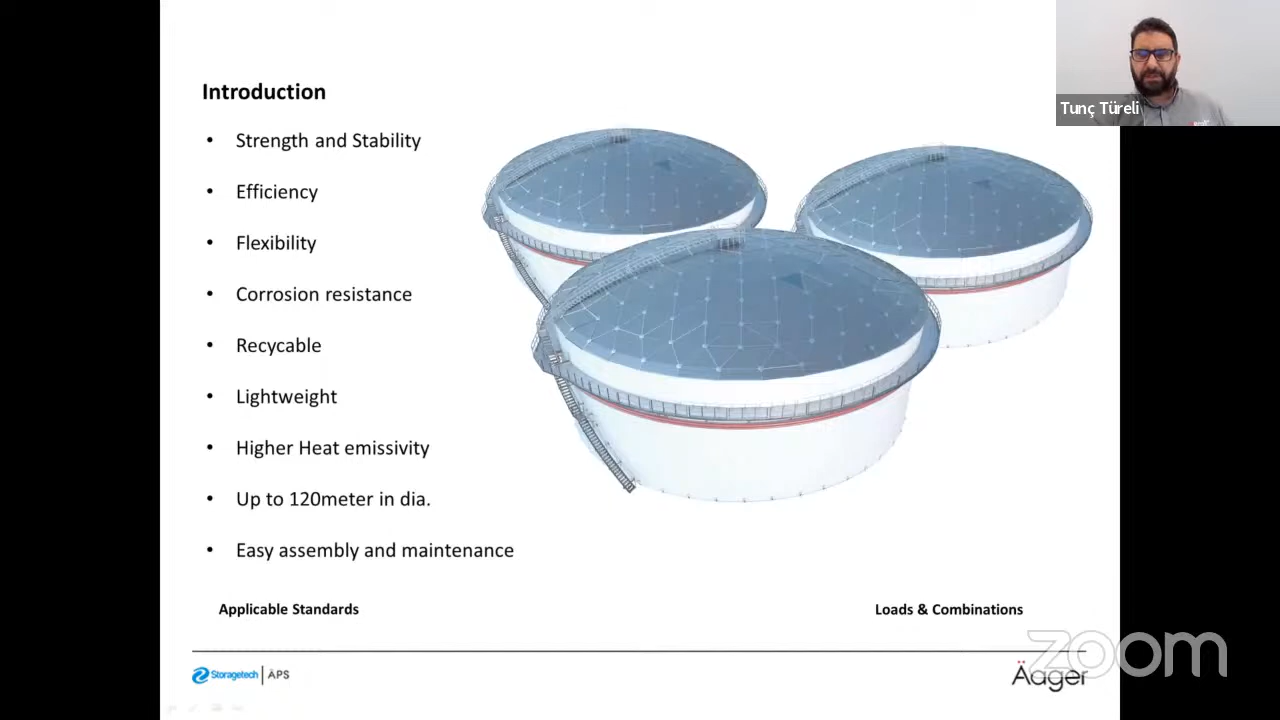 Introduction
• Strength and Stability
• Efficiency
• Flexibility
• Corrosion resistance
• Recycable
• Lightweight
• Higher Heat emissivity
• Up to 120meter in dia.
• Easy assembly and maintenance
Applicable Standards
Loads & Combinations
Storagetech | ÄPS
Äager
zoom
Tunç Türeli